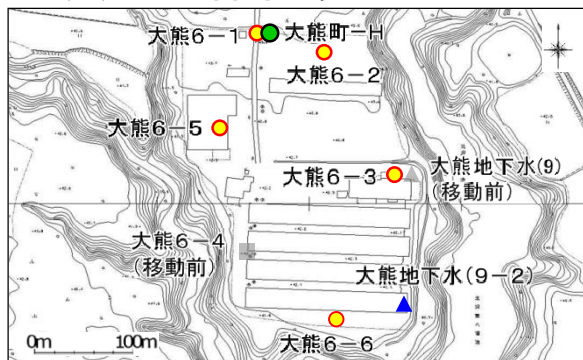 大熊6-1
大熊町-H
大熊6-2
大熊6-5
大熊6-3
大熊地下水(9)
(移動前)
大熊6-4
(移動前)
大熊地下水(9-2)
0m 100m
大熊6-6